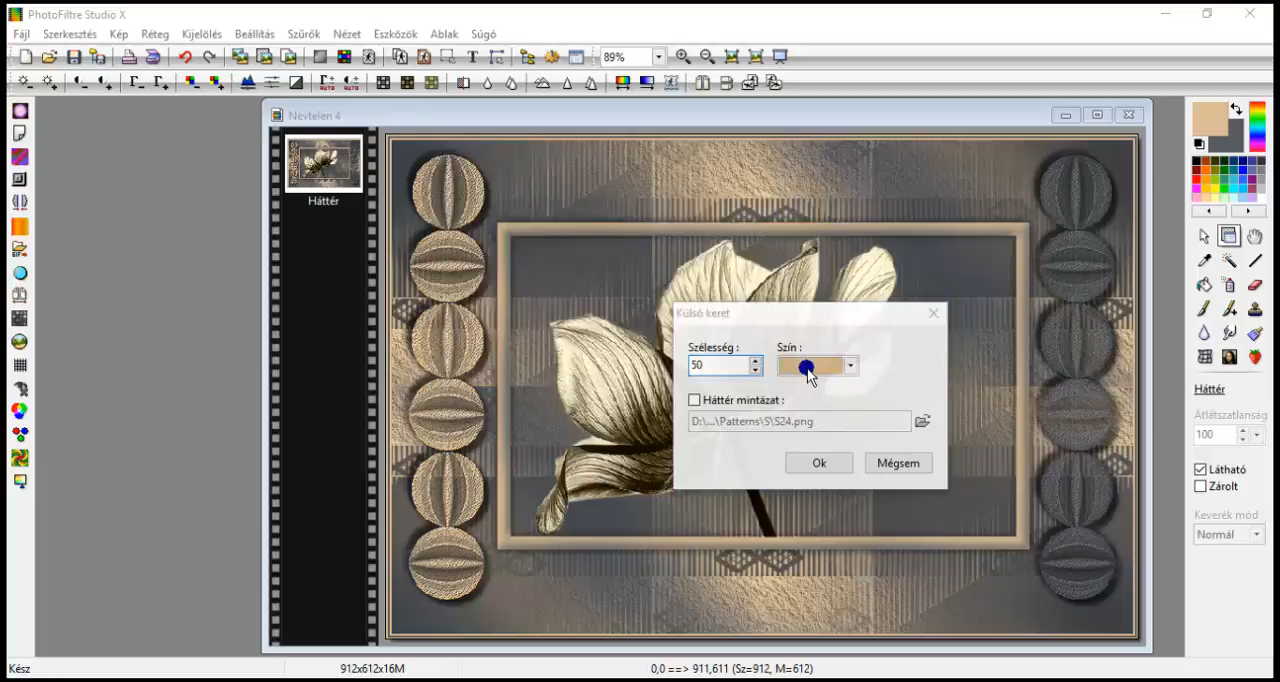 PhotoFiltre Studio X
Fájl Szerkesztés Kép Réteg Kijelölés Beállítás Szűrők Nézet Eszközök Ablak Súgó
89%
Névtelen 4
Háttér
Külső keret
Szélesség : Szín :
50
Háttér mintázat :
D:\...\Patterns\S\S24.png
Ok Mégsem
Háttér
Átlátszatlanság
100
Látható
Zárolt
Keverék mód
Normál
Kész 912x612x16M 0,0 ==> 911,611 (Sz=912, M=612)